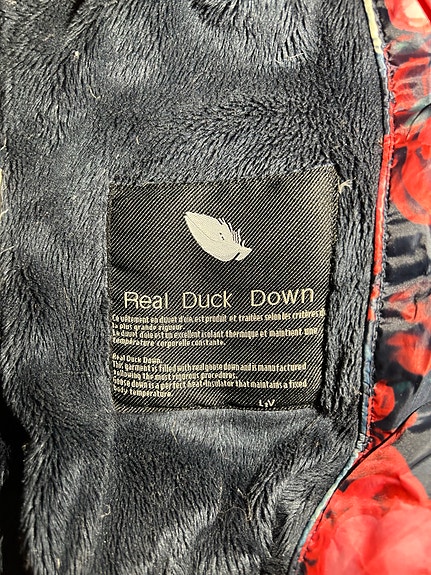 Real Duck Down
Ce vêtement en duvet d'oie est produit et traitées selon les critères d
la plus grande rigueur.
Le duvet d'oie est un excellent isolant thermique et maintient une
température corporelle constante.
Real Duck Down.
This garment is filled with real goose down and is manufactured
following the most rigorous procedures.
Goose down is a perfect heat-insulator that maintains a fixed
body temperature.
L.V